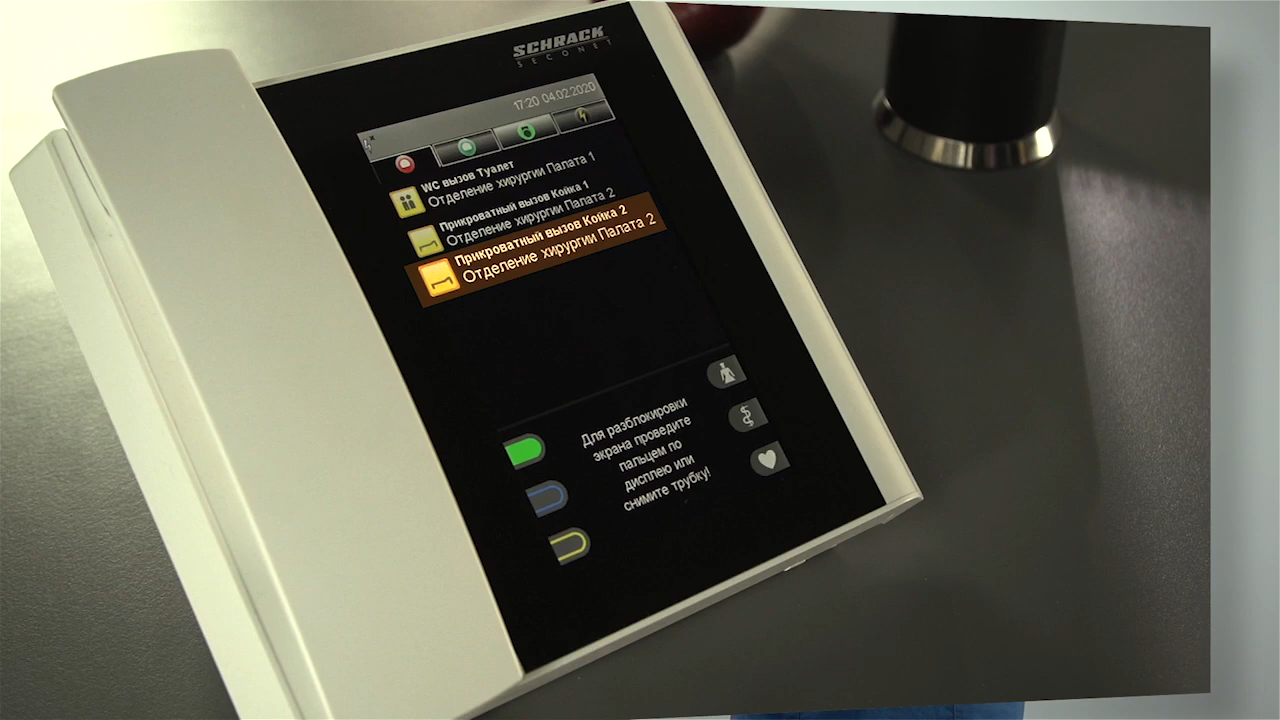 SCHRACK
SECONET
17:20 04.02.2020
WC вызов Туалет
Отделение хирургии Палата 1
Прикроватный вызов Койка 1
Отделение хирургии Палата 2
Прикроватный вызов Койка 2
Отделение хирургии Палата 2
Для разблокировки
экрана проведите
пальцем по
дисплею или
снимите трубку!